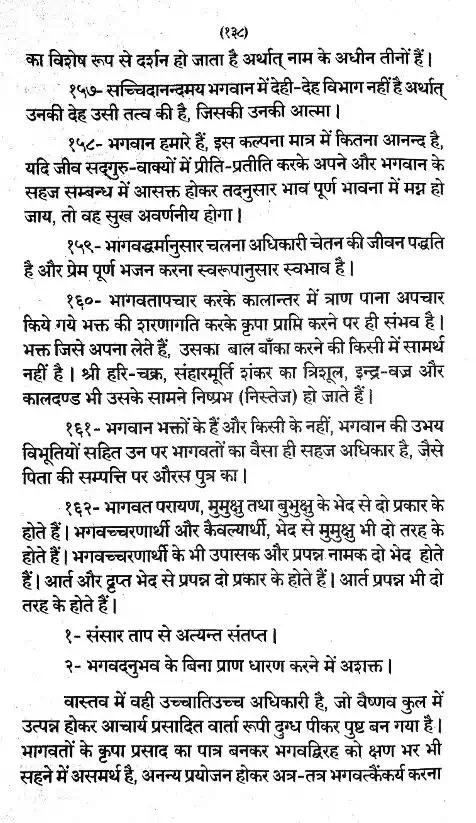 (१३८)
का विशेष रूप से दर्शन हो जाता है अर्थात् नाम के अधीन तीनों हैं।
१५७- सच्चिदानन्दमय भगवान में देही-देह विभाग नहीं है अर्थात्
उनकी देह उसी तत्व की है, जिसकी उनकी आत्मा।
१५८- भगवान हमारे हैं, इस कल्पना मात्र में कितना आनन्द है,
यदि जीव सद्गुरु-वाक्यों में प्रीति-प्रतीति करके अपने और भगवान के
सहज सम्बन्ध में आसक्त होकर तदनुसार भाव पूर्ण भावना में मग्न हो
जाय, तो वह सुख अवर्णनीय होगा।
१५९- भागवद्धर्मानुसार चलना अधिकारी चेतन की जीवन पद्धति
है और प्रेम पूर्ण भजन करना स्वरूपानुसार स्वभाव है।
१६०- भागवतापचार करके कालान्तर में त्राण पाना अपचार
किये गये भक्त की शरणागति करके कृपा प्राप्ति करने पर ही संभव है।
भक्त जिसे अपना लेते हैं, उसका बाल बाँका करने की किसी में सामर्थ
नहीं है। श्री हरि-चक्र, संहारमूर्ति शंकर का त्रिशूल, इन्द्र-वज्र और
कालदण्ड भी उसके सामने निष्प्रभ (निस्तेज) हो जाते हैं।
१६१- भगवान भक्तों के हैं और किसी के नहीं, भगवान की उभय
विभूतियों सहित उन पर भागवतों का वैसा ही सहज अधिकार है, जैसे
पिता की सम्पत्ति पर औरस पुत्र का।
१६२- भागवत परायण, मुमुक्षु तथा बुभुक्षु के भेद से दो प्रकार के
होते हैं। भगवच्चरणार्थी और कैवल्यार्थी, भेद से मुमुक्षु भी दो तरह के
होते हैं। भगवच्चरणार्थी के भी उपासक और प्रपन्न नामक दो भेद होते
हैं। आर्त और दृप्त भेद से प्रपन्न दो प्रकार के होते हैं। आर्त प्रपन्न भी दो
तरह के होते हैं।
१- संसार ताप से अत्यन्त संतप्त।
२- भगवदनुभव के बिना प्राण धारण करने में अशक्त।
वास्तव में वही उच्चातिउच्च अधिकारी है, जो वैष्णव कुल में
उत्पन्न होकर आचार्य प्रसादित वार्ता रूपी दुग्ध पीकर पुष्ट बन गया है।
भागवतों के कृपा प्रसाद का पात्र बनकर भगवद्विरह को क्षण भर भी
सहने में असमर्थ है, अनन्य प्रयोजन होकर अत्र-तत्र भगवत्कैंकर्य करना